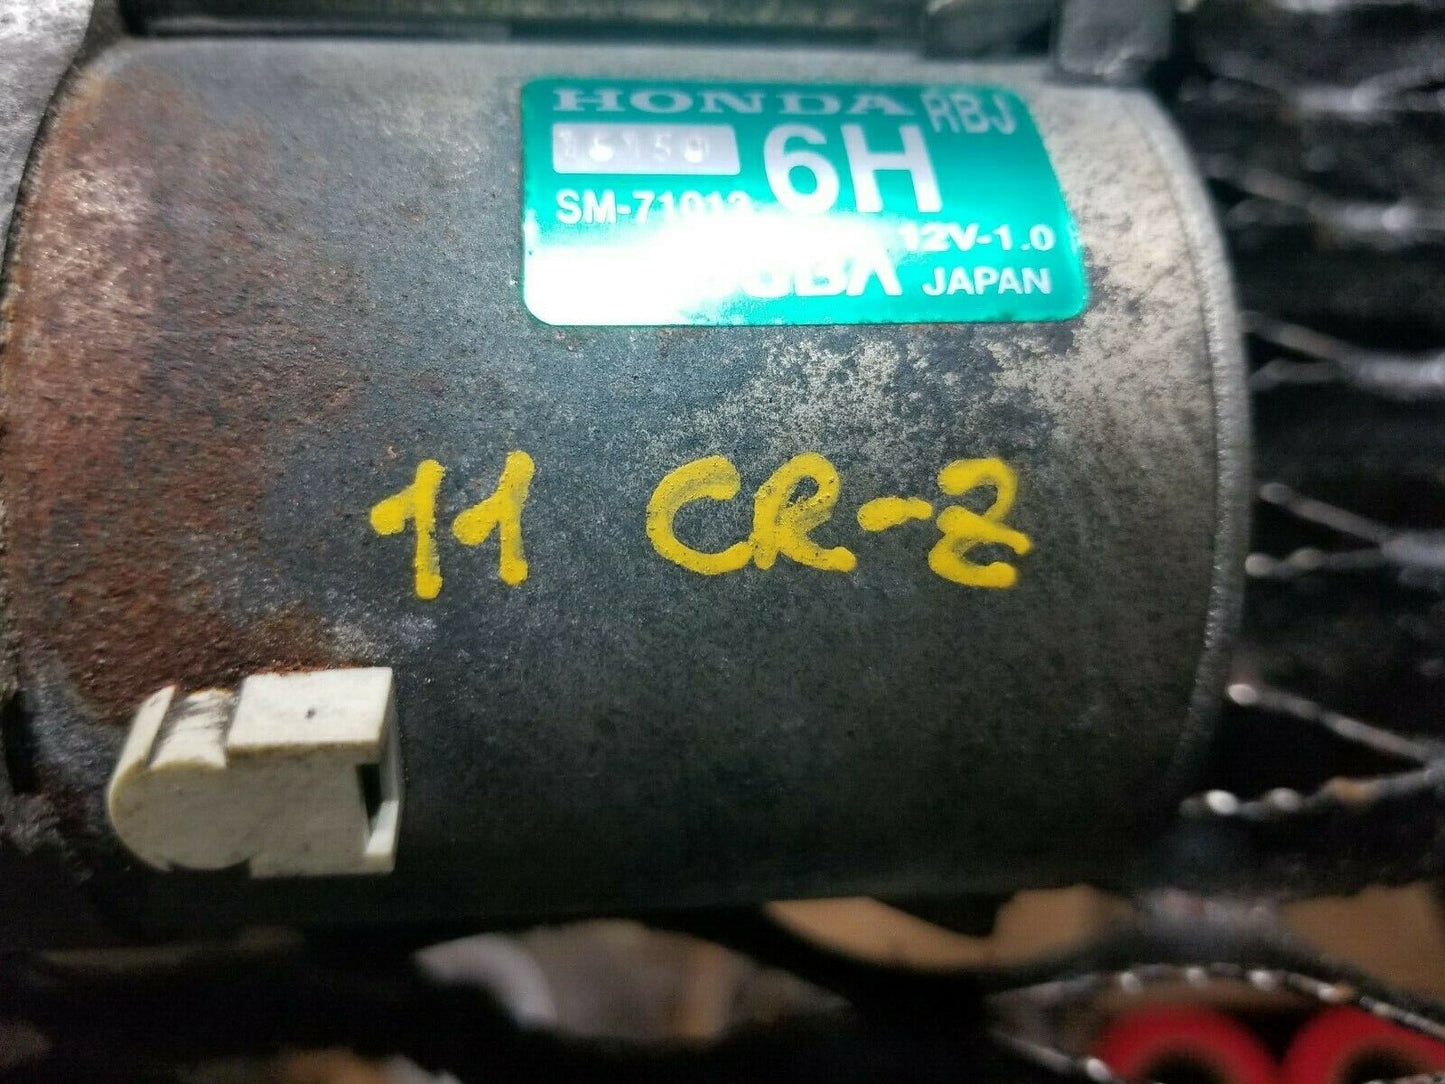 HONDA RBJ
6H
SM-71013
12V-1.0
JAPAN
11 CR-Z